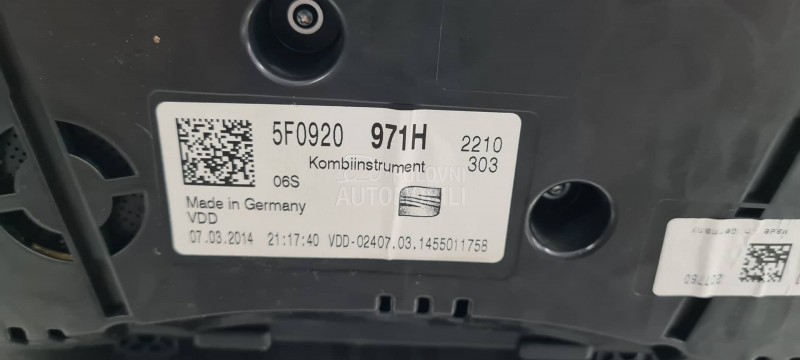 5F0920 971H 2210
Kombiinstrument 303
06S
Made in Germany
VDD
07.03.2014 21:17:40 VDD-02407.03.1455011758